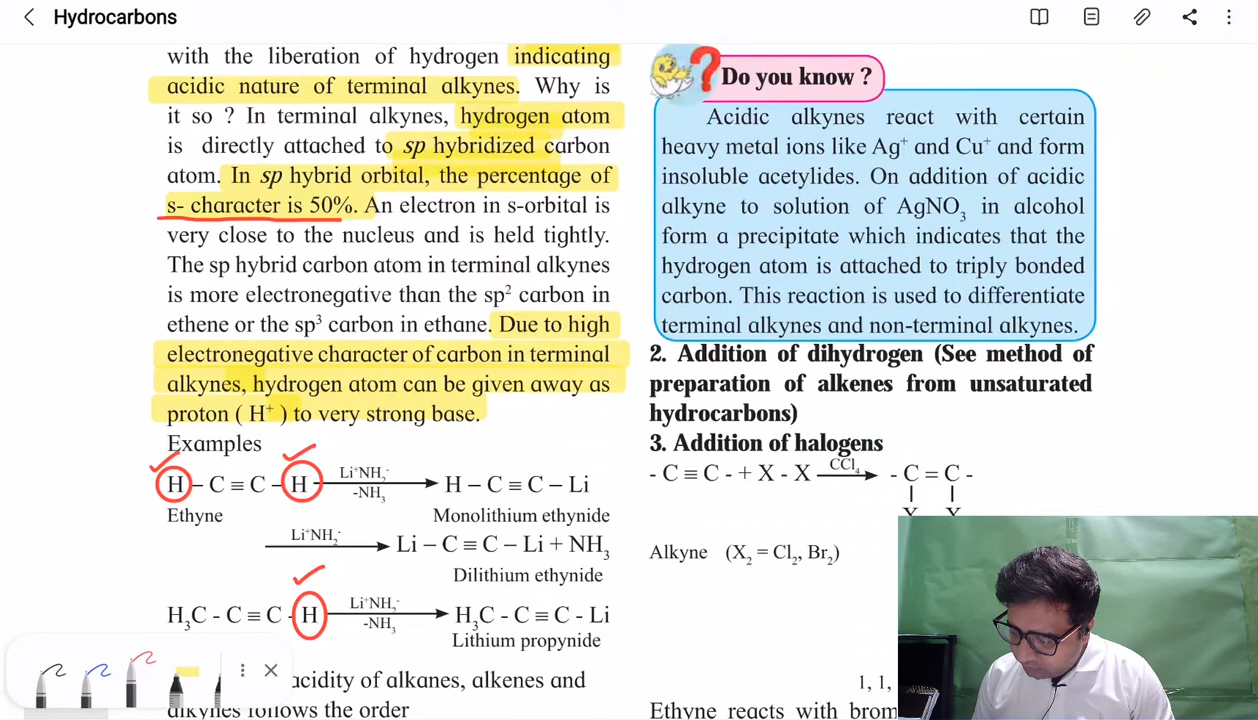 Hydrocarbons
with the liberation of hydrogen indicating
acidic nature of terminal alkynes. Why is
it so ? In terminal alkynes, hydrogen atom
is directly attached to sp hybridized carbon
atom. In sp hybrid orbital, the percentage of
s- character is 50%. An electron in s-orbital is
very close to the nucleus and is held tightly.
The sp hybrid carbon atom in terminal alkynes
is more electronegative than the sp² carbon in
ethene or the sp³ carbon in ethane. Due to high
electronegative character of carbon in terminal
alkynes, hydrogen atom can be given away as
proton ( H⁺ ) to very strong base.
Examples
H – C ≡ C – H Li⁺NH₂⁻ -NH₃ H – C ≡ C – Li
Ethyne Monolithium ethynide
Li⁺NH₂⁻ Li – C ≡ C – Li + NH₃
Dilithium ethynide
H₃C - C ≡ C - H Li⁺NH₂⁻ -NH₃ H₃C - C ≡ C - Li
Lithium propynide
acidity of alkanes, alkenes and
alkynes follows the order
Do you know ?
Acidic alkynes react with certain
heavy metal ions like Ag⁺ and Cu⁺ and form
insoluble acetylides. On addition of acidic
alkyne to solution of AgNO₃ in alcohol
form a precipitate which indicates that the
hydrogen atom is attached to triply bonded
carbon. This reaction is used to differentiate
terminal alkynes and non-terminal alkynes.
2. Addition of dihydrogen (See method of
preparation of alkenes from unsaturated
hydrocarbons)
3. Addition of halogens
- C ≡ C - + X - X CCl₄ - C = C -
X X
Alkyne (X₂ = Cl₂, Br₂)
1, 1,
Ethyne reacts with brom